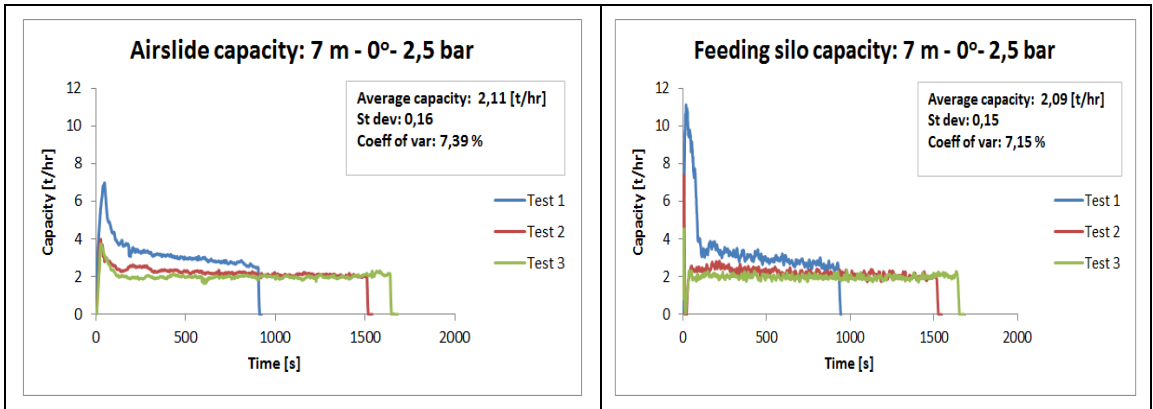 Airslide capacity: 7 m - 0°- 2,5 bar
Average capacity: 2,11 [t/hr]
St dev: 0,16
Coeff of var: 7,39 %
Capacity [t/hr]
12
10
8
6
4
2
0
0 500 1000 1500 2000
Time [s]
Test 1
Test 2
Test 3
Feeding silo capacity: 7 m - 0°- 2,5 bar
Average capacity: 2,09 [t/hr]
St dev: 0,15
Coeff of var: 7,15 %
Capacity [t/hr]
12
10
8
6
4
2
0
0 500 1000 1500 2000
Time [s]
Test 1
Test 2
Test 3